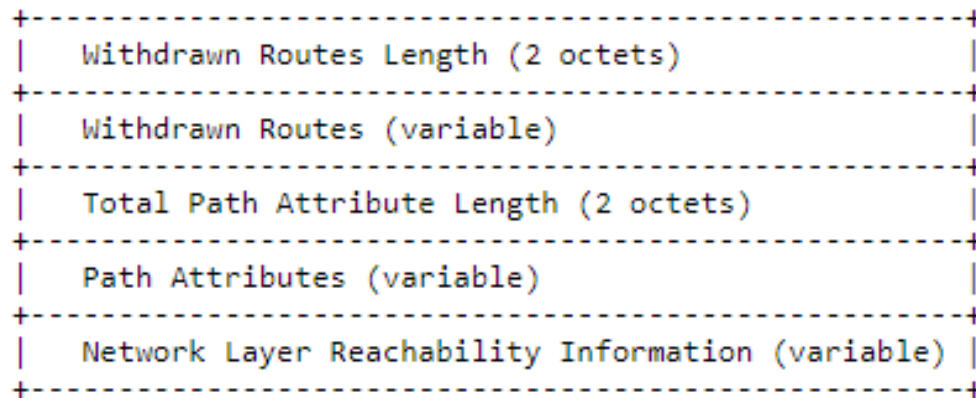 Withdrawn Routes Length (2 octets)
Withdrawn Routes (variable)
Total Path Attribute Length (2 octets)
Path Attributes (variable)
Network Layer Reachability Information (variable)